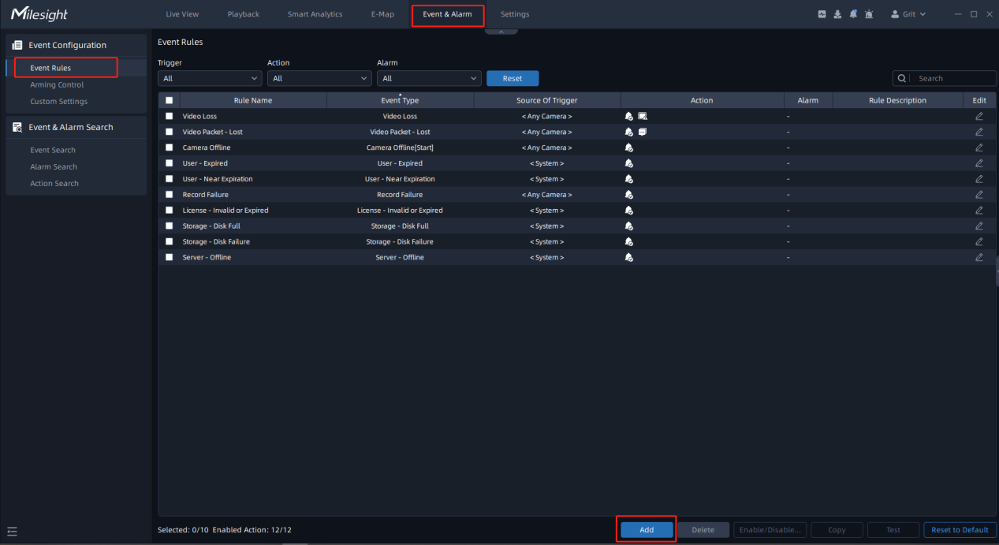 Milesight Live View Playback Smart Analytics E-Map Event & Alarm Settings Grit
Event Configuration
Event Rules
Arming Control
Custom Settings
Event & Alarm Search
Event Search
Alarm Search
Action Search
Event Rules
Trigger Action Alarm
All All All Reset Search
Rule Name Event Type Source Of Trigger Action Alarm Rule Description Edit
Video Loss Video Loss < Any Camera > -
Video Packet - Lost Video Packet - Lost < Any Camera > -
Camera Offline Camera Offline[Start] < Any Camera > -
User - Expired User - Expired < System > -
User - Near Expiration User - Near Expiration < System > -
Record Failure Record Failure < Any Camera > -
License - Invalid or Expired License - Invalid or Expired < System > -
Storage - Disk Full Storage - Disk Full < System > -
Storage - Disk Failure Storage - Disk Failure < System > -
Server - Offline Server - Offline < System > -
Selected: 0/10 Enabled Action: 12/12 Add Delete Enable/Disable... Copy Test Reset to Default